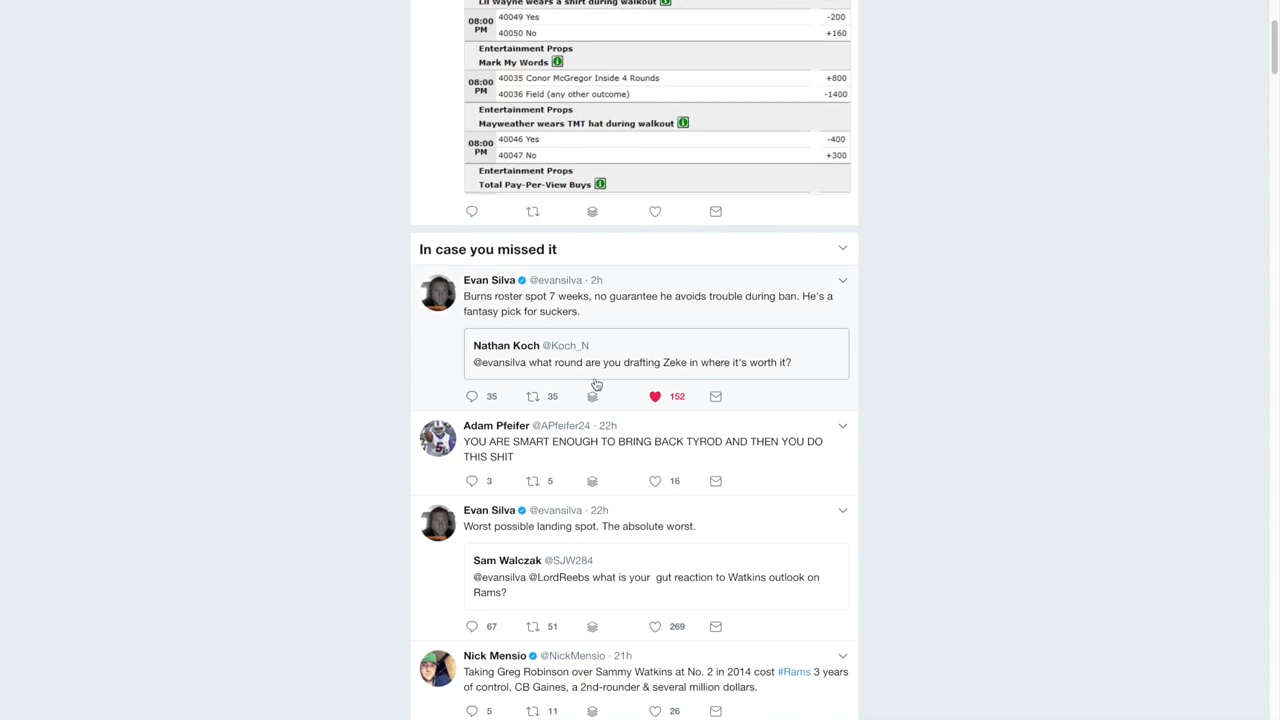 Lil Wayne wears a shirt during walkout
08:00 PM
40049 Yes -200
40050 No +160
Entertainment Props
Mark My Words
08:00 PM
40035 Conor McGregor Inside 4 Rounds +800
40036 Field (any other outcome) -1400
Entertainment Props
Mayweather wears TMT hat during walkout
08:00 PM
40046 Yes -400
40047 No +300
Entertainment Props
Total Pay-Per-View Buys
In case you missed it
Evan Silva @evansilva · 2h
Burns roster spot 7 weeks, no guarantee he avoids trouble during ban. He's a
fantasy pick for suckers.
Nathan Koch @Koch_N
@evansilva what round are you drafting Zeke in where it's worth it?
35 35 152
Adam Pfeifer @APfeifer24 · 22h
YOU ARE SMART ENOUGH TO BRING BACK TYROD AND THEN YOU DO
THIS SHIT
3 5 16
Evan Silva @evansilva · 22h
Worst possible landing spot. The absolute worst.
Sam Walczak @SJW284
@evansilva @LordReebs what is your gut reaction to Watkins outlook on
Rams?
67 51 269
Nick Mensio @NickMensio · 21h
Taking Greg Robinson over Sammy Watkins at No. 2 in 2014 cost #Rams 3 years
of control, CB Gaines, a 2nd-rounder & several million dollars.
5 11 26